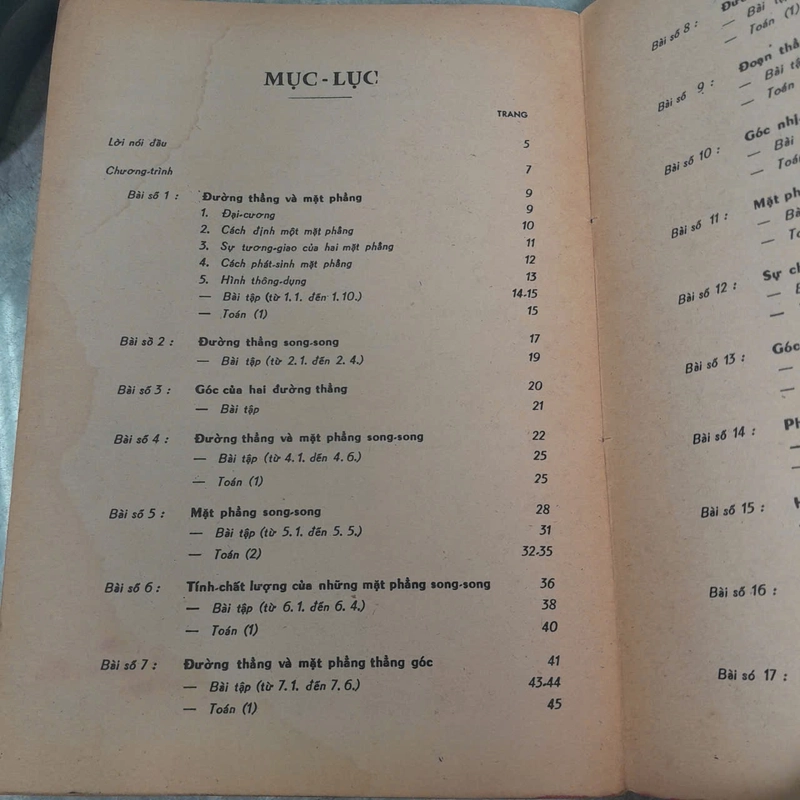 MỤC-LỤC
TRANG
Lời nói đầu 5
Chương-trình 7
Bài số 1 : Đường thẳng và mặt phẳng 9
1. Đại-cương 9
2. Cách định một mặt phẳng 10
3. Sự tương-giao của hai mặt phẳng 11
4. Cách phát-sinh mặt phẳng 12
5. Hình thông-dụng 13
— Bài tập (từ 1.1. đến 1.10.) 14-15
— Toán (1) 15
Bài số 2 : Đường thẳng song-song 17
— Bài tập (từ 2.1. đến 2.4.) 19
Bài số 3 : Góc của hai đường thẳng 20
— Bài tập 21
Bài số 4 : Đường thẳng và mặt phẳng song-song 22
— Bài tập (từ 4.1. đến 4.6.) 25
— Toán (1) 25
Bài số 5 : Mặt phẳng song-song 28
— Bài tập (từ 5.1. đến 5.5.) 31
— Toán (2) 32-35
Bài số 6 : Tính-chất lượng của những mặt phẳng song-song 36
— Bài tập (từ 6.1. đến 6.4.) 38
— Toán (1) 40
Bài số 7 : Đường thẳng và mặt phẳng thẳng góc 41
— Bài tập (từ 7.1. đến 7.6.) 43-44
— Toán (1) 45
Bài số 8 :
— Bài
— Toán (1)
Bài số 9 : Đoạn
— Bài
— Toán
Bài số 10 : Góc
— Bài
— Toán
Bài số 11 : Mặt
— Bài
Bài số 12 : Sự
Bài số 13 : Góc
—
—
Bài số 14 :
—
—
Bài số 15 :
—
—
Bài số 16 :
Bài số 17 :